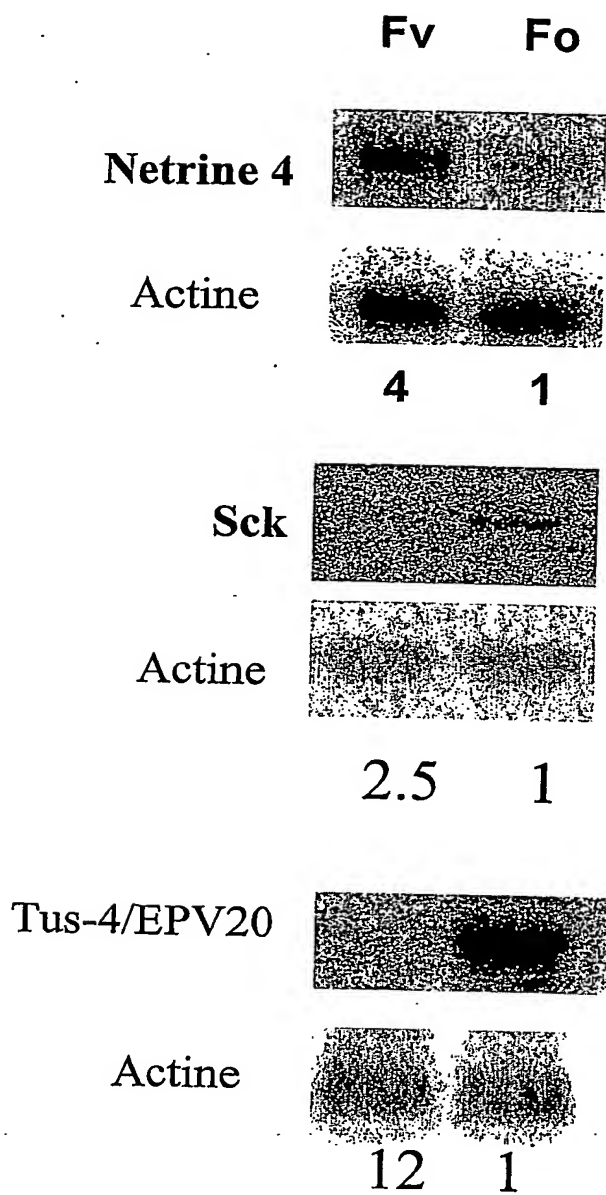 Fv Fo
Netrine 4
Actine
4 1
Sck
Actine
2.5 1
Tus-4/EPV20
Actine
12 1